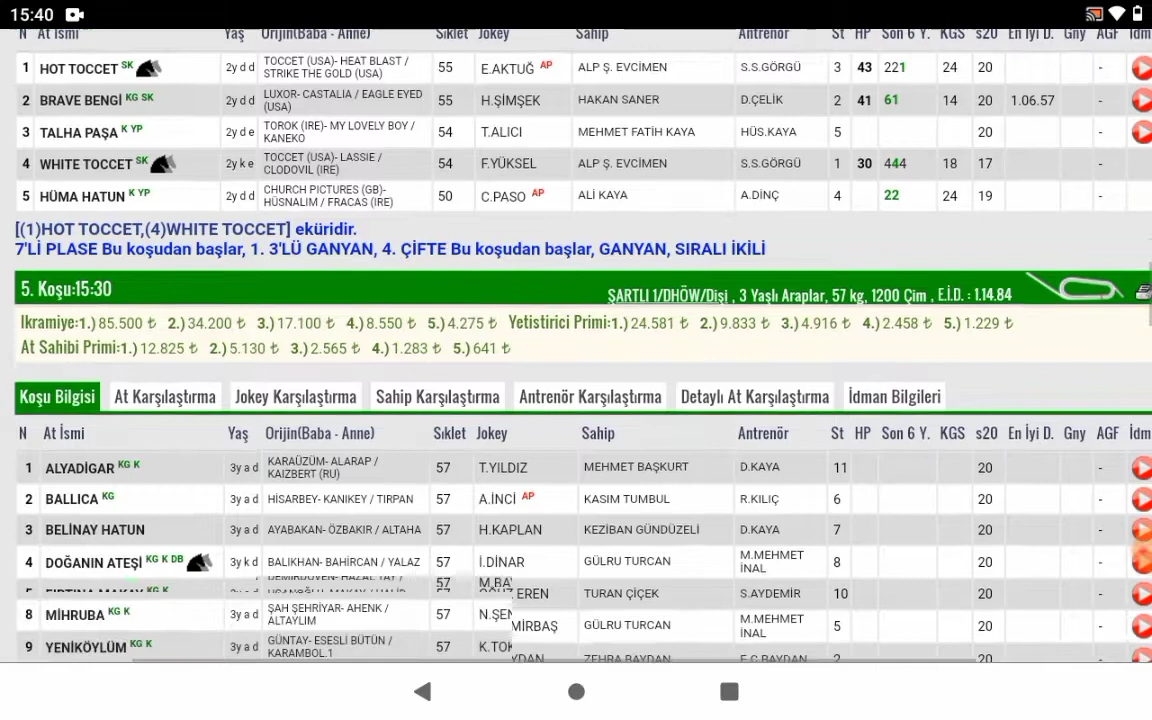 15:40
N At İsmi Yaş Orijin(Baba - Anne) Sıklet Jokey Sahip Antrenör St HP Son 6 Y. KGS s20 En İyi D. Gny AGF İdm
1 HOT TOCCET SK 2y d d TOCCET (USA)- HEAT BLAST / STRIKE THE GOLD (USA) 55 E.AKTUĞ AP ALP Ş. EVCİMEN S.S.GÖRGÜ 3 43 221 24 20 -
2 BRAVE BENGİ KG SK 2y d d LUXOR- CASTALIA / EAGLE EYED (USA) 55 H.ŞİMŞEK HAKAN SANER D.ÇELİK 2 41 61 14 20 1.06.57 -
3 TALHA PAŞA K YP 2y d e TOROK (IRE)- MY LOVELY BOY / KANEKO 54 T.ALICI MEHMET FATİH KAYA HÜS.KAYA 5 20 -
4 WHITE TOCCET SK 2y k e TOCCET (USA)- LASSIE / CLODOVIL (IRE) 54 F.YÜKSEL ALP Ş. EVCİMEN S.S.GÖRGÜ 1 30 444 18 17 -
5 HÜMA HATUN K YP 2y d d CHURCH PICTURES (GB)- HÜSNALIM / FRACAS (IRE) 50 C.PASO AP ALİ KAYA A.DİNÇ 4 22 24 19 -
[(1)HOT TOCCET,(4)WHITE TOCCET] eküridir.
7'Lİ PLASE Bu koşudan başlar, 1. 3'LÜ GANYAN, 4. ÇİFTE Bu koşudan başlar, GANYAN, SIRALI İKİLİ
5. Koşu:15:30 ŞARTLI 1/DHÖW/Dişi , 3 Yaşlı Araplar, 57 kg, 1200 Çim , E.İ.D. : 1.14.84
Ikramiye:1.) 85.500 ₺ 2.) 34.200 ₺ 3.) 17.100 ₺ 4.) 8.550 ₺ 5.) 4.275 ₺ Yetistirici Primi:1.) 24.581 ₺ 2.) 9.833 ₺ 3.) 4.916 ₺ 4.) 2.458 ₺ 5.) 1.229 ₺
At Sahibi Primi:1.) 12.825 ₺ 2.) 5.130 ₺ 3.) 2.565 ₺ 4.) 1.283 ₺ 5.) 641 ₺
Koşu Bilgisi At Karşılaştırma Jokey Karşılaştırma Sahip Karşılaştırma Antrenör Karşılaştırma Detaylı At Karşılaştırma İdman Bilgileri
N At İsmi Yaş Orijin(Baba - Anne) Sıklet Jokey Sahip Antrenör St HP Son 6 Y. KGS s20 En İyi D. Gny AGF İdm
1 ALYADİGAR KG K 3y a d KARAÜZÜM- ALARAP / KAIZBERT (RU) 57 T.YILDIZ MEHMET BAŞKURT D.KAYA 11 20 -
2 BALLICA KG 3y a d HİSARBEY- KANIKEY / TIRPAN 57 A.İNCİ AP KASIM TUMBUL R.KILIÇ 6 20 -
3 BELİNAY HATUN 3y a d AYABAKAN- ÖZBAKIR / ALTAHA 57 H.KAPLAN KEZİBAN GÜNDÜZELİ D.KAYA 7 20 -
4 DOĞANIN ATEŞİ KG K DB 3y k d BALIKHAN- BAHİRCAN / YALAZ 57 İ.DİNAR GÜLRU TURCAN M.MEHMET İNAL 8 20 -
57 EREN TURAN ÇİÇEK S.AYDEMİR 10 20 -
8 MİHRUBA KG K 3y a d ŞAH ŞEHRİYAR- AHENK / ALTAYLIM 57 N.ŞEN MİRBAŞ GÜLRU TURCAN M.MEHMET İNAL 5 20 -
9 YENİKÖYLÜM KG K 3y a d GÜNTAY- ESESLİ BÜTÜN / KARAMBOL.1 57 K.TOK YDAN ZEHRA BAYDAN F.C.BAYDAN 2 20 -